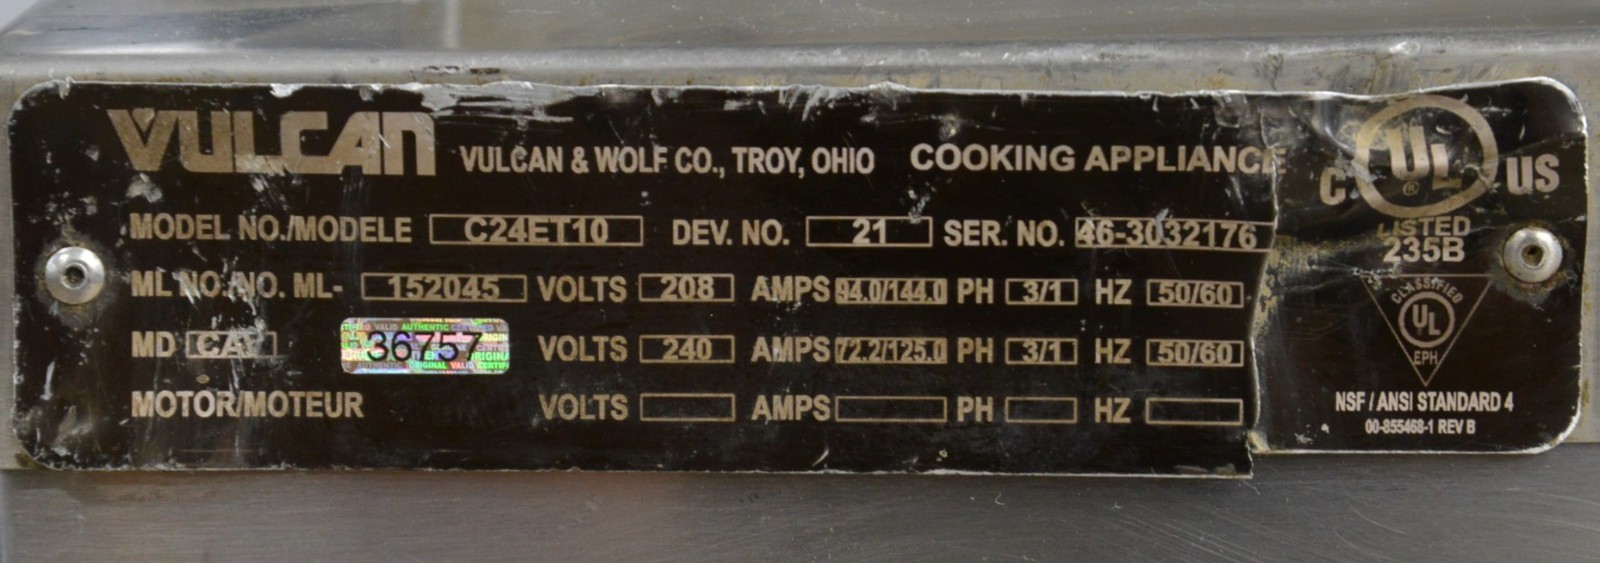 VULCAN VULCAN & WOLF CO., TROY, OHIO COOKING APPLIANCE C UL ® US
LISTED
235B
MODEL NO./MODELE C24ET10 DEV. NO. 21 SER. NO. 46-3032176
ML NO./NO. ML- 152045 VOLTS 208 AMPS 94.0/144.0 PH 3/1 HZ 50/60
MD 36757 VOLTS 240 AMPS 72.2/125.0 PH 3/1 HZ 50/60
MOTOR/MOTEUR VOLTS AMPS PH HZ
CLASSIFIED
UL
EPH
NSF / ANSI STANDARD 4
00-855468-1 REV B